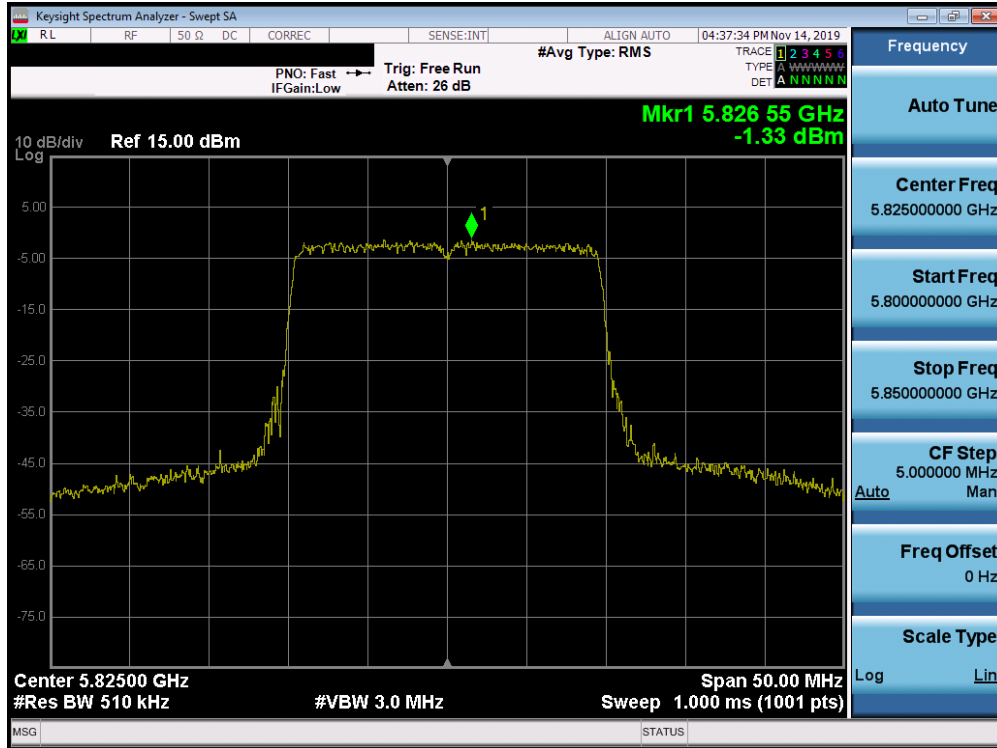 Keysight Spectrum Analyzer - Swept SA
LXI RL RF 50 Ω DC CORREC SENSE:INT ALIGN AUTO 04:37:34 PM Nov 14, 2019
#Avg Type: RMS
TRACE 1 2 3 4 5 6
PNO: Fast Trig: Free Run
TYPE A WWWWW
IFGain:Low Atten: 26 dB
DET A N N N N N
Mkr1 5.826 55 GHz
-1.33 dBm
10 dB/div Ref 15.00 dBm
Log
1
5.00
-5.00
-15.0
-25.0
-35.0
-45.0
-55.0
-65.0
-75.0
Center 5.82500 GHz Span 50.00 MHz
#Res BW 510 kHz #VBW 3.0 MHz Sweep 1.000 ms (1001 pts)
MSG STATUS
Frequency
Auto Tune
Center Freq
5.825000000 GHz
Start Freq
5.800000000 GHz
Stop Freq
5.850000000 GHz
CF Step
5.000000 MHz
Auto Man
Freq Offset
0 Hz
Scale Type
Log Lin